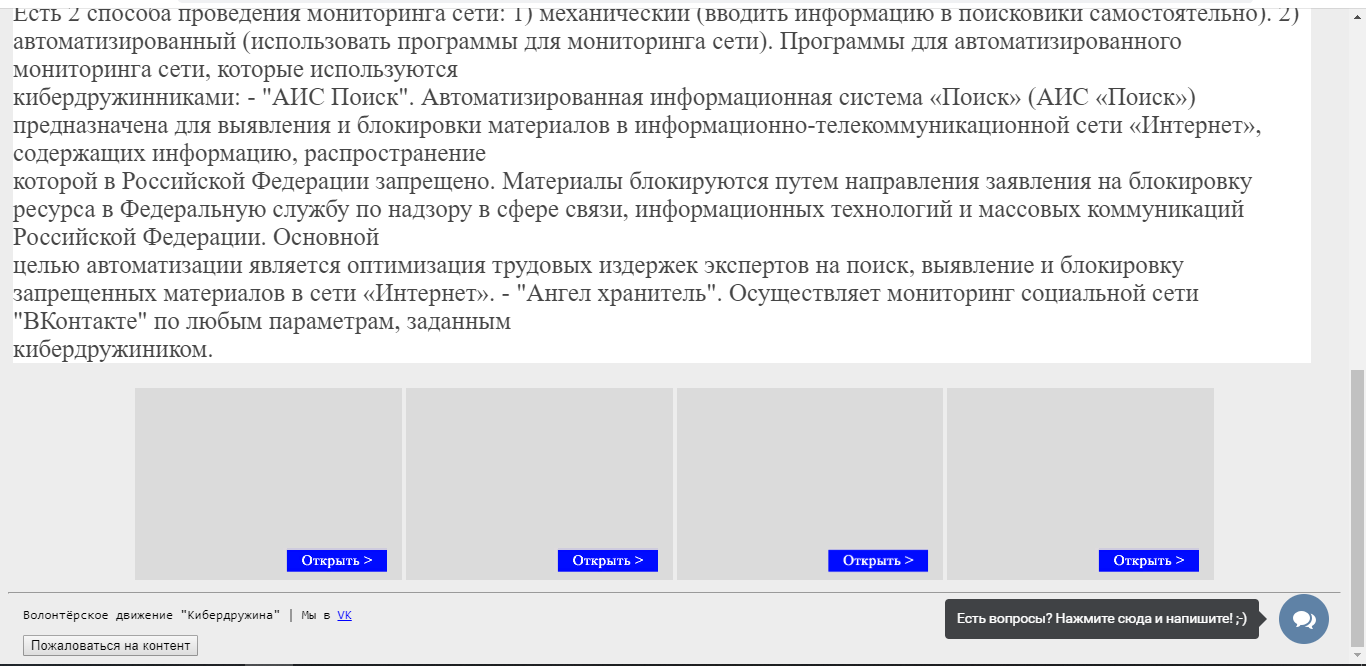 Есть 2 способа проведения мониторинга сети: 1) механический (вводить информацию в поисковики самостоятельно). 2)
автоматизированный (использовать программы для мониторинга сети). Программы для автоматизированного
мониторинга сети, которые используются
кибердружинниками: - "АИС Поиск". Автоматизированная информационная система «Поиск» (АИС «Поиск»)
предназначена для выявления и блокировки материалов в информационно-телекоммуникационной сети «Интернет»,
содержащих информацию, распространение
которой в Российской Федерации запрещено. Материалы блокируются путем направления заявления на блокировку
ресурса в Федеральную службу по надзору в сфере связи, информационных технологий и массовых коммуникаций
Российской Федерации. Основной
целью автоматизации является оптимизация трудовых издержек экспертов на поиск, выявление и блокировку
запрещенных материалов в сети «Интернет». - "Ангел хранитель". Осуществляет мониторинг социальной сети
"ВКонтакте" по любым параметрам, заданным
кибердружиником.
Открыть >
Открыть >
Открыть >
Открыть >
Волонтёрское движение "Кибердружина" | Мы в VK
Есть вопросы? Нажмите сюда и напишите! ;-)
Пожаловаться на контент